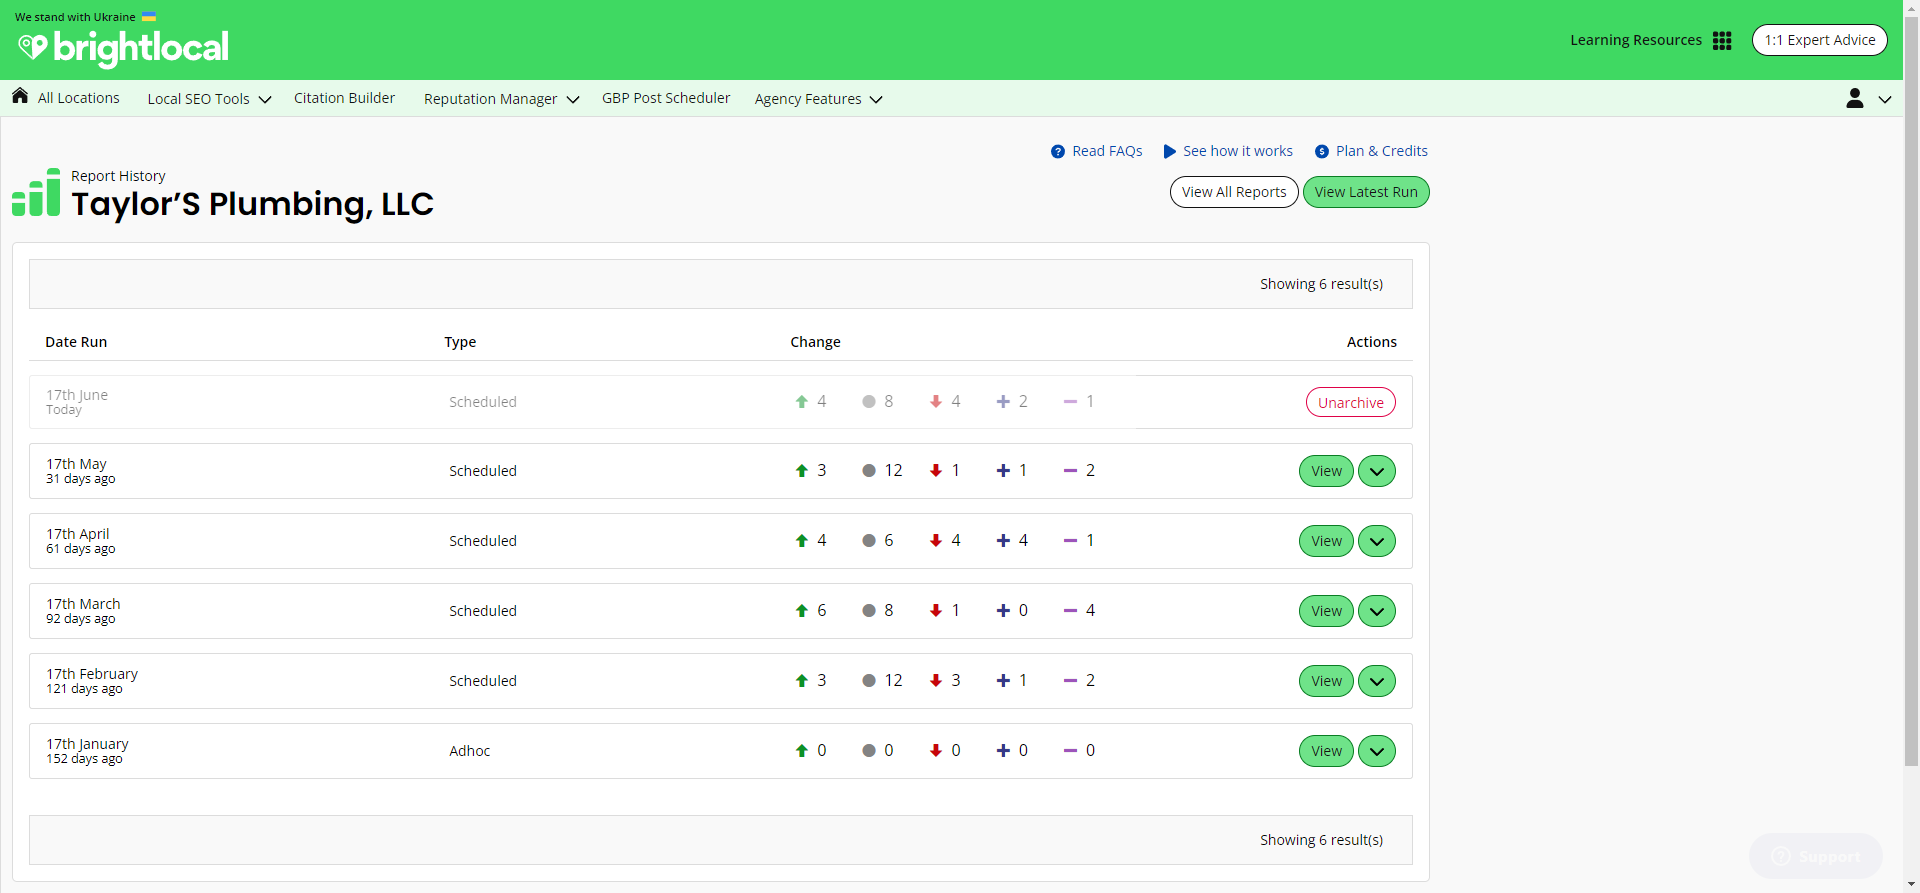 We stand with Ukraine
brightlocal
Learning Resources
1:1 Expert Advice
All Locations
Local SEO Tools
Citation Builder
Reputation Manager
GBP Post Scheduler
Agency Features
Read FAQs
See how it works
Plan & Credits
Report History
Taylor’S Plumbing, LLC
View All Reports
View Latest Run
Showing 6 result(s)
Date Run Type Change Actions
17th June
Today
Scheduled 4 8 4 2 1 Unarchive
17th May
31 days ago
Scheduled 3 12 1 1 2 View
17th April
61 days ago
Scheduled 4 6 4 4 1 View
17th March
92 days ago
Scheduled 6 8 1 0 4 View
17th February
121 days ago
Scheduled 3 12 3 1 2 View
17th January
152 days ago
Adhoc 0 0 0 0 0 View
Showing 6 result(s)
Support